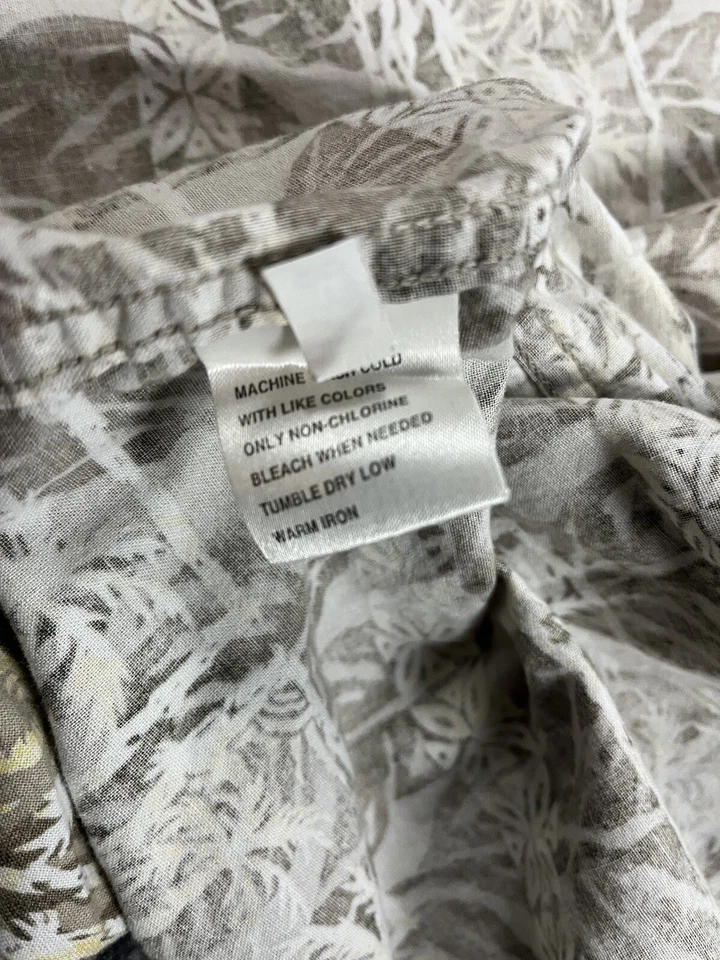 MACHINE COLD
WITH LIKE COLORS
ONLY NON-CHLORINE
BLEACH WHEN NEEDED
TUMBLE DRY LOW
WARM IRON